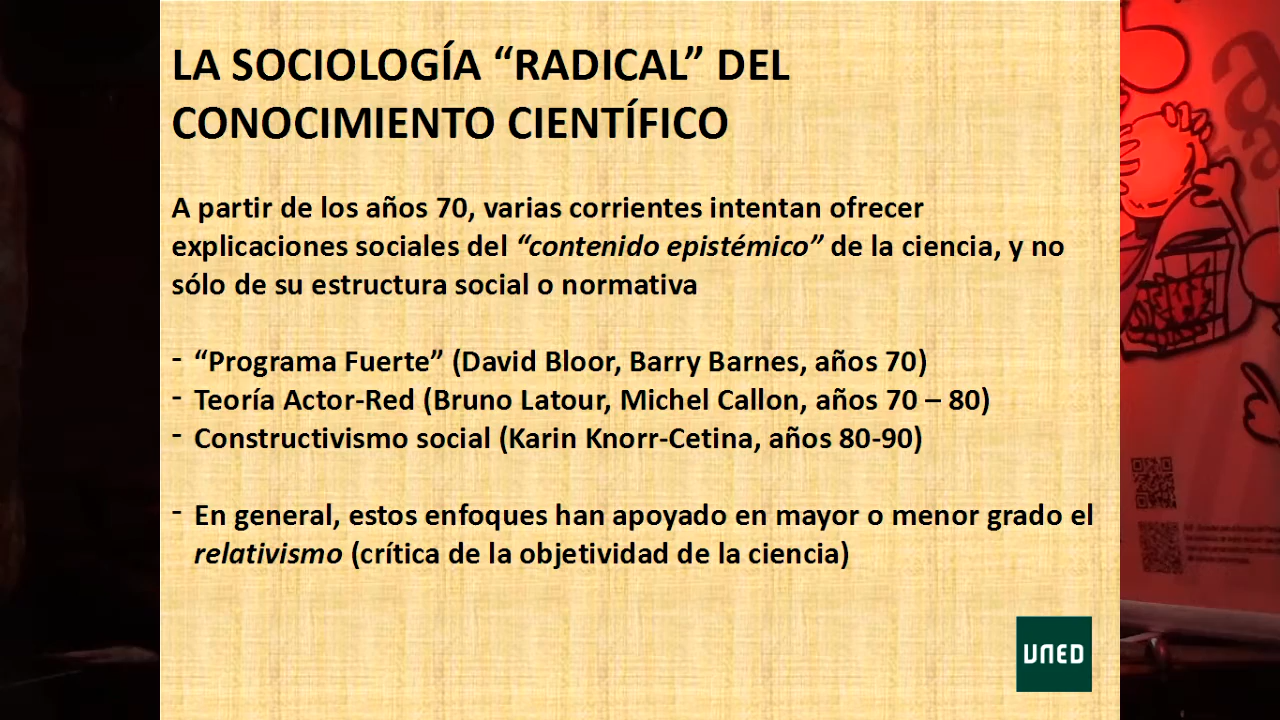 LA SOCIOLOGÍA “RADICAL” DEL
CONOCIMIENTO CIENTÍFICO
A partir de los años 70, varias corrientes intentan ofrecer
explicaciones sociales del “contenido epistémico” de la ciencia, y no
sólo de su estructura social o normativa
- “Programa Fuerte” (David Bloor, Barry Barnes, años 70)
- Teoría Actor-Red (Bruno Latour, Michel Callon, años 70 – 80)
- Constructivismo social (Karin Knorr-Cetina, años 80-90)
- En general, estos enfoques han apoyado en mayor o menor grado el
relativismo (crítica de la objetividad de la ciencia)
UNED